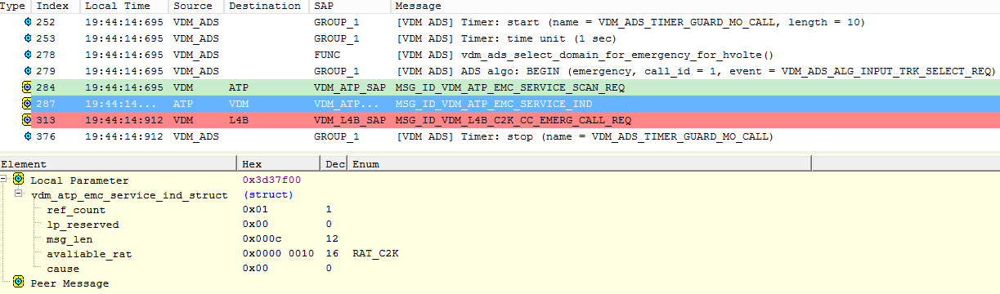 Type Index Local Time Source Destination SAP Message
252 19:44:14:695 VDM_ADS GROUP_1 [VDM ADS] Timer: start (name = VDM_ADS_TIMER_GUARD_MO_CALL, length = 10)
253 19:44:14:695 VDM_ADS GROUP_1 [VDM ADS] Timer: time unit (1 sec)
278 19:44:14:695 VDM_ADS FUNC [VDM ADS] vdm_ads_select_domain_for_emergency_for_hvolte()
279 19:44:14:695 VDM_ADS GROUP_1 [VDM ADS] ADS algo: BEGIN (emergency, call_id = 1, event = VDM_ADS_ALG_INPUT_TRK_SELECT_REQ)
284 19:44:14:695 VDM ATP VDM_ATP_SAP MSG_ID_VDM_ATP_EMC_SERVICE_SCAN_REQ
287 19:44:14... ATP VDM VDM_ATP... MSG_ID_VDM_ATP_EMC_SERVICE_IND
313 19:44:14:912 VDM L4B VDM_L4B_SAP MSG_ID_VDM_L4B_C2K_CC_EMERG_CALL_REQ
376 19:44:14:912 VDM_ADS GROUP_1 [VDM ADS] Timer: stop (name = VDM_ADS_TIMER_GUARD_MO_CALL)
Element Hex Dec Enum
Local Parameter 0x3d37f00
vdm_atp_emc_service_ind_struct (struct)
ref_count 0x01 1
lp_reserved 0x00 0
msg_len 0x000c 12
avaliable_rat 0x0000 0010 16 RAT_C2K
cause 0x00 0
Peer Message